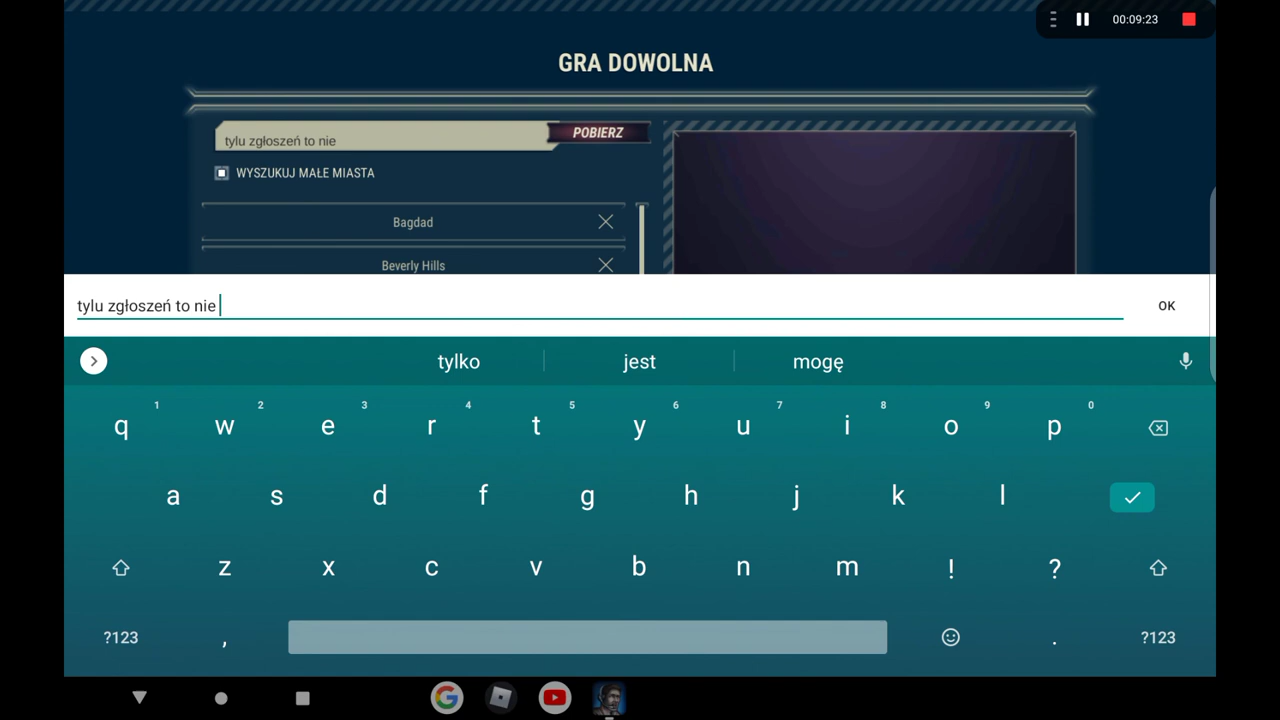 00:09:23
GRA DOWOLNA
tylu zgłoszeń to nie
POBIERZ
WYSZUKUJ MAŁE MIASTA
Bagdad
Beverly Hills
tylu zgłoszeń to nie
OK
tylko jest mogę
1 2 3 4 5 6 7 8 9 0
q w e r t y u i o p
a s d f g h j k l
z x c v b n m ! ?
?123 , . ?123
G